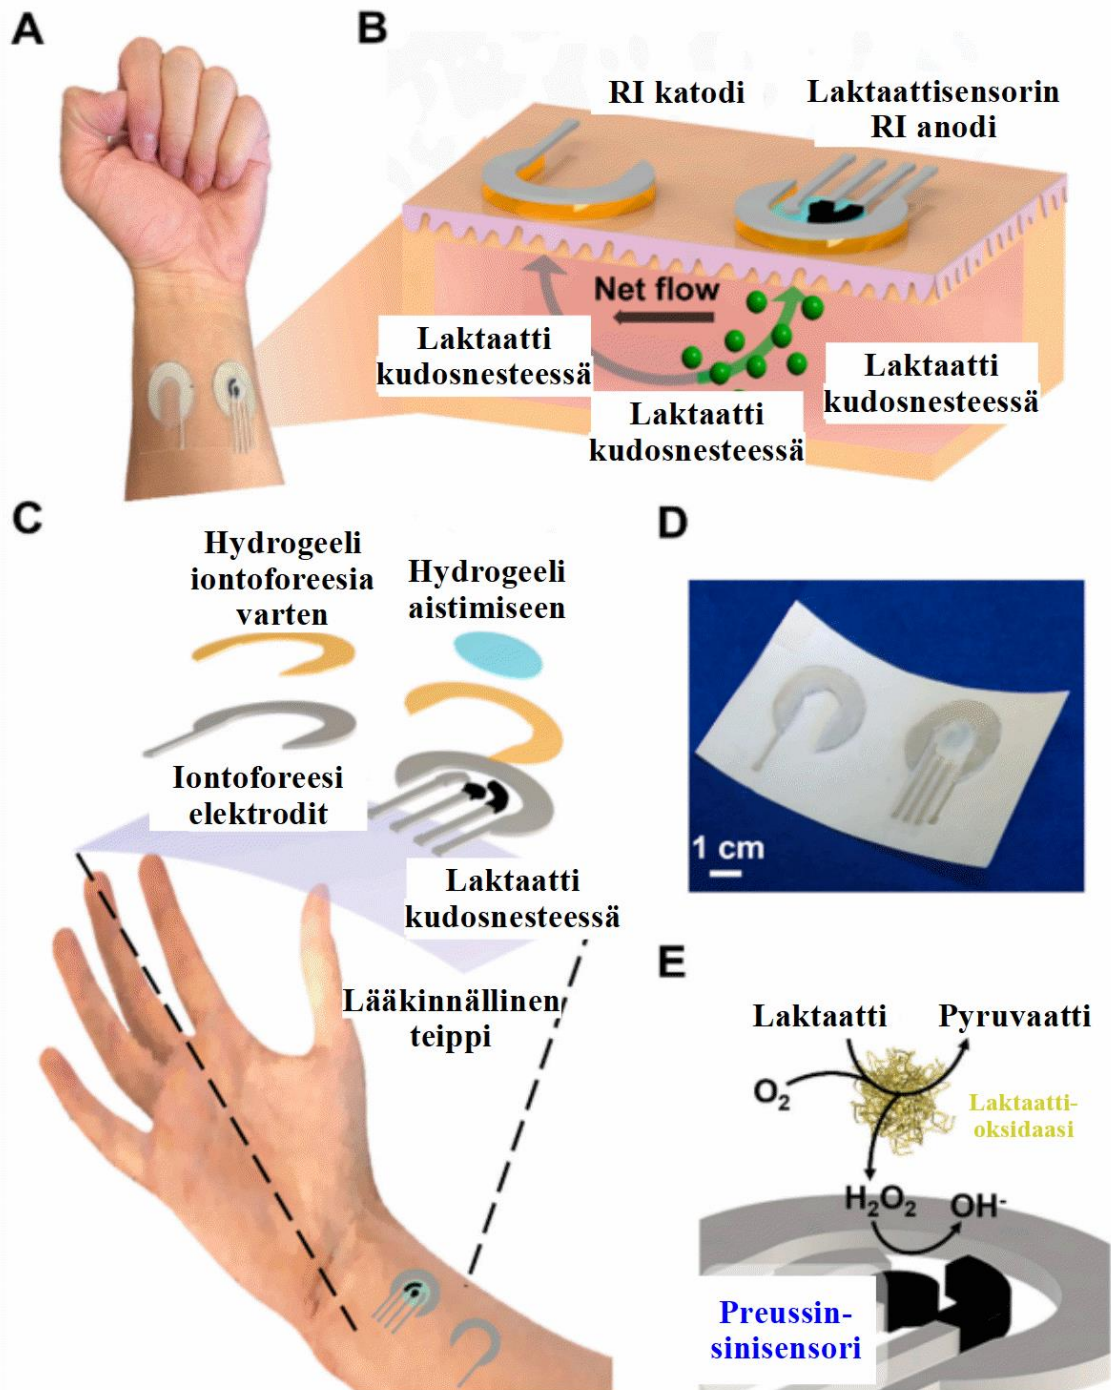 A
B
RI katodi
Laktaattisensorin
RI anodi
Net flow
Laktaatti
kudosnesteessä
Laktaatti
kudosnesteessä
Laktaatti
kudosnesteessä
C
Hydrogeeli
iontoforeesia
varten
Hydrogeeli
aistimiseen
Iontoforeesi
elektrodit
Laktaatti
kudosnesteessä
Lääkinnällinen
teippi
D
1 cm
E
Laktaatti
Pyruvaatti
O₂
Laktaatti-
oksidaasi
H₂O₂
OH⁻
Preussin-
sinisensori